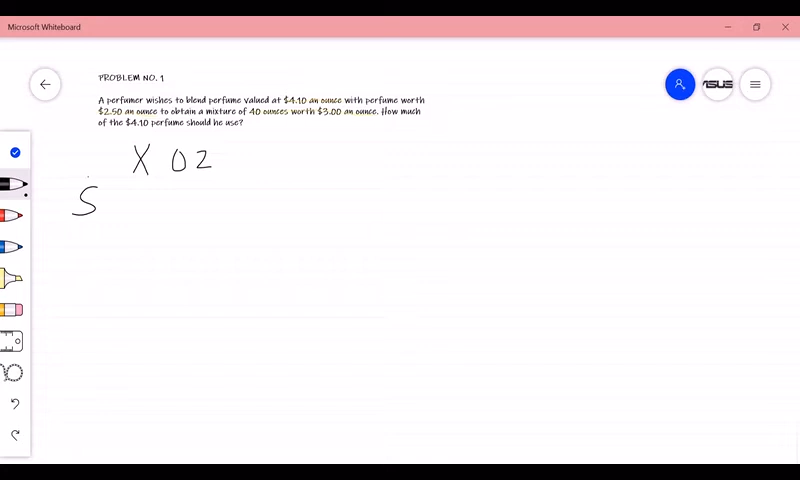 Microsoft Whiteboard
PROBLEM NO. 1
A perfumer wishes to blend perfume valued at $4.10 an ounce with perfume worth
$2.50 an ounce to obtain a mixture of 40 ounces worth $3.00 an ounce. How much
of the $4.10 perfume should he use?
ASUS
X OZ
S